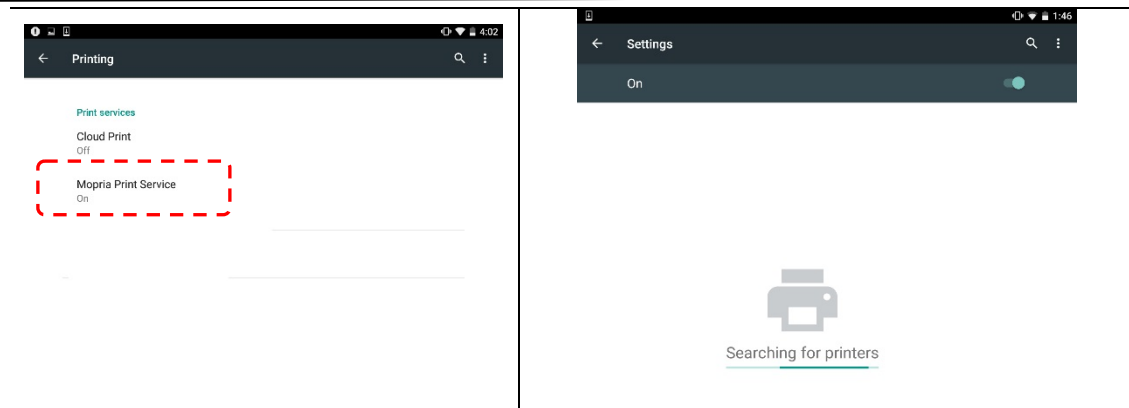 4:02
Printing
Print services
Cloud Print
Off
Mopria Print Service
On
1:46
Settings
On
Searching for printers